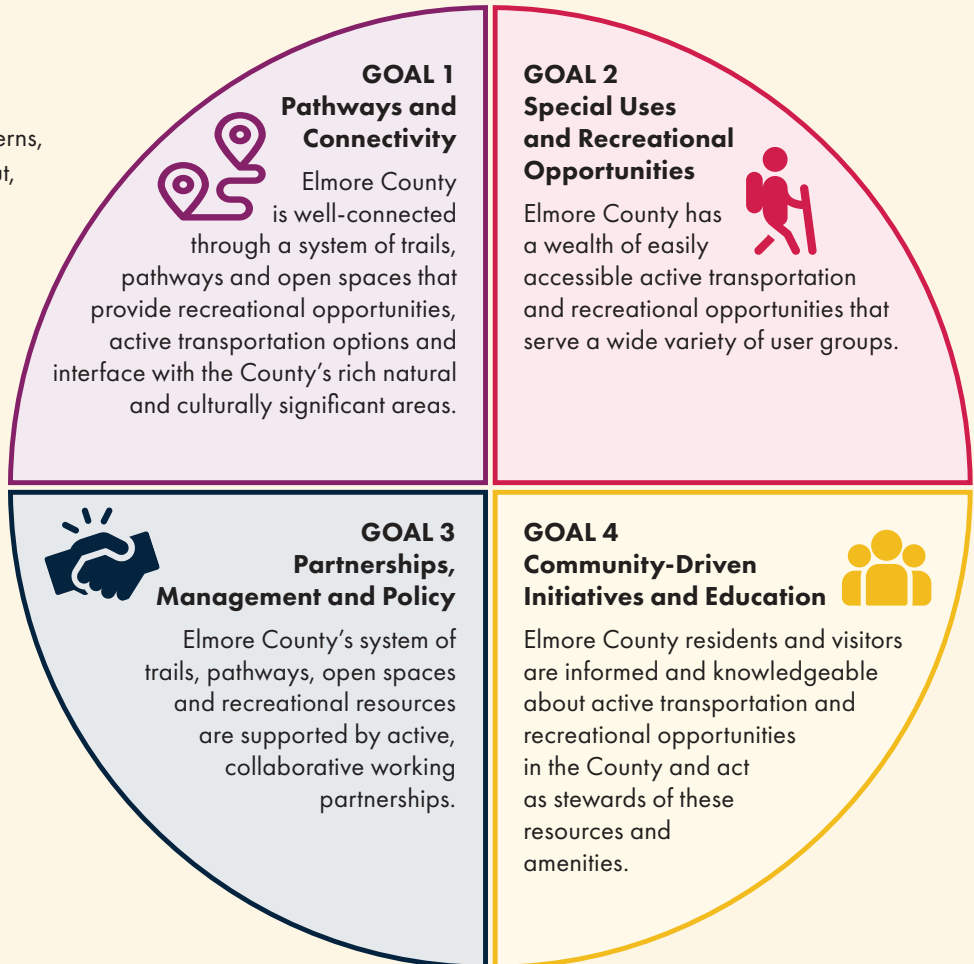 erns,
GOAL 1
Pathways and
Connectivity
Elmore County
is well-connected
through a system of trails,
pathways and open spaces that
provide recreational opportunities,
active transportation options and
interface with the County’s rich natural
and culturally significant areas.
GOAL 2
Special Uses
and Recreational
Opportunities
Elmore County has
a wealth of easily
accessible active transportation
and recreational opportunities that
serve a wide variety of user groups.
GOAL 3
Partnerships,
Management and Policy
Elmore County’s system of
trails, pathways, open spaces
and recreational resources
are supported by active,
collaborative working
partnerships.
GOAL 4
Community-Driven
Initiatives and Education
Elmore County residents and visitors
are informed and knowledgeable
about active transportation and
recreational opportunities
in the County and act
as stewards of these
resources and
amenities.